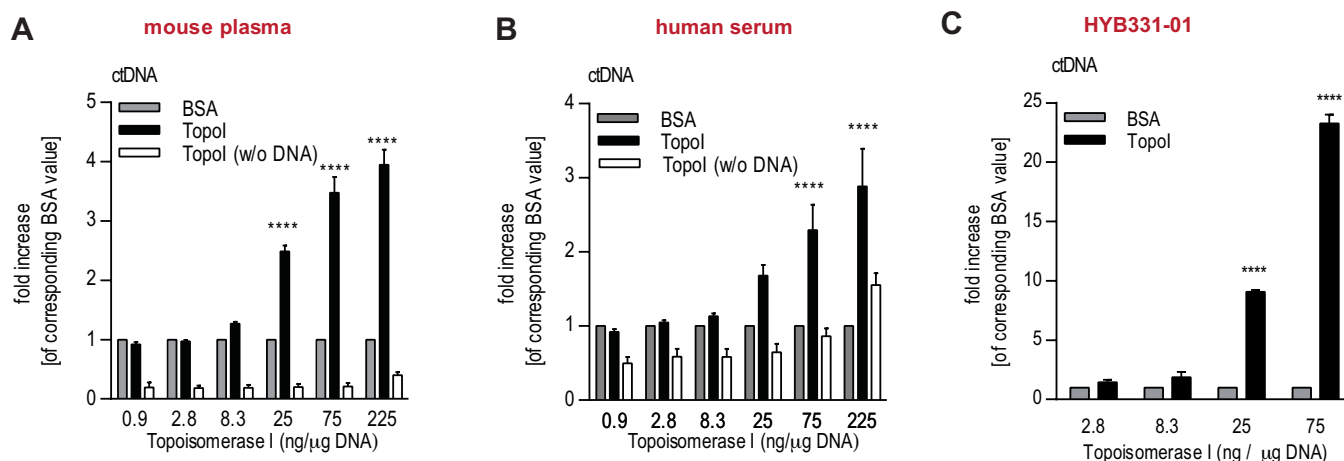 A
mouse plasma
ctDNA
BSA
TopoI
TopoI (w/o DNA)
fold increase
[of corresponding BSA value]
5
4
3
2
1
0
****
****
****
0.9 2.8 8.3 25 75 225
Topoisomerase I (ng/μg DNA)
B
human serum
ctDNA
BSA
TopoI
TopoI (w/o DNA)
fold increase
[of corresponding BSA value]
4
3
2
1
0
****
****
0.9 2.8 8.3 25 75 225
Topoisomerase I (ng/μg DNA)
C
HYB331-01
ctDNA
BSA
TopoI
fold increase
[of corresponding BSA value]
25
20
15
10
5
0
****
****
2.8 8.3 25 75
Topoisomerase I (ng / μg DNA)